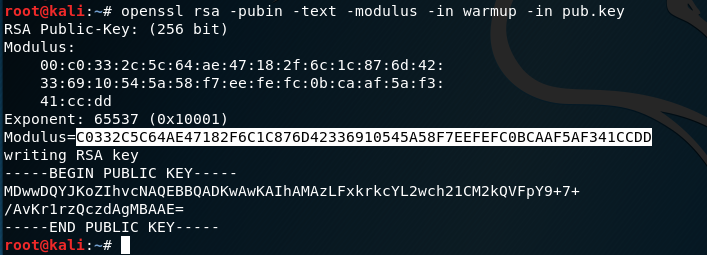 root@kali:~# openssl rsa -pubin -text -modulus -in warmup -in pub.key
RSA Public-Key: (256 bit)
Modulus:
    00:c0:33:2c:5c:64:ae:47:18:2f:6c:1c:87:6d:42:
    33:69:10:54:5a:58:f7:ee:fe:fc:0b:ca:af:5a:f3:
    41:cc:dd
Exponent: 65537 (0x10001)
Modulus=C0332C5C64AE47182F6C1C876D42336910545A58F7EEFEFC0BCAAF5AF341CCDD
writing RSA key
-----BEGIN PUBLIC KEY-----
MDwwDQYJKoZIhvcNAQEBBQADKwAwKAIhAMAzLFxkrkcYL2wch21CM2kQVFpY9+7+
/AvKr1rzQczdAgMBAAE=
-----END PUBLIC KEY-----
root@kali:~#